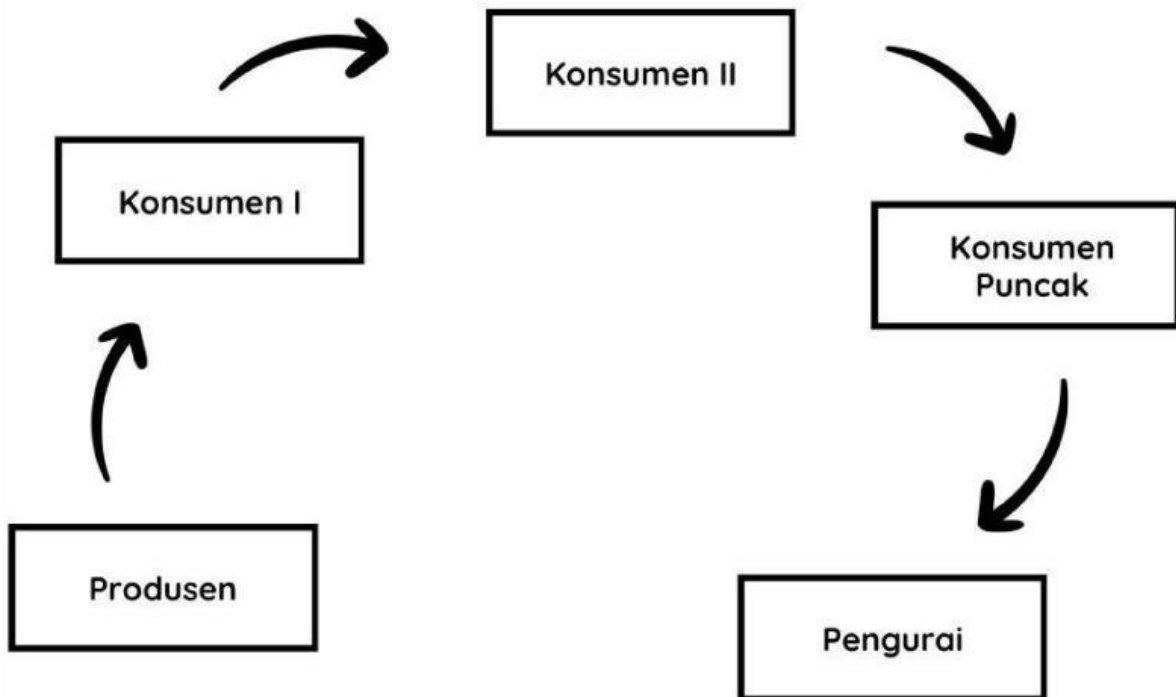 Konsumen II
Konsumen I
Konsumen
Puncak
Produsen
Pengurai